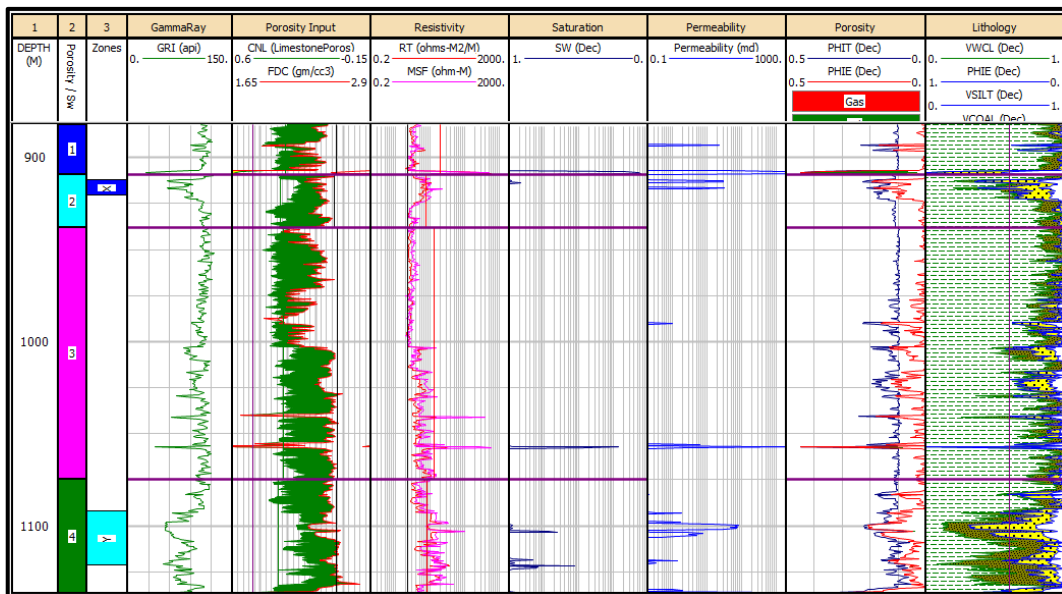 1 2 3 GammaRay Porosity Input Resistivity Saturation Permeability Porosity Lithology
DEPTH (M)
Porosity / Sw
Zones
GRI (api)
0. 150.
CNL (LimestonePoros)
0.6 -0.15
FDC (gm/cc3)
1.65 2.9
RT (ohms-M2/M)
0.2 2000.
MSF (ohm-M)
0.2 2000.
SW (Dec)
1. 0.
Permeability (md)
0.1 1000.
PHIT (Dec)
0.5 0.
PHIE (Dec)
0.5 0.
Gas
VWCL (Dec)
0. 1.
PHIE (Dec)
1. 0.
VSILT (Dec)
0. 1.
VCOAL (Dec)
1
900
X
2
3
1000
1100
4
Y